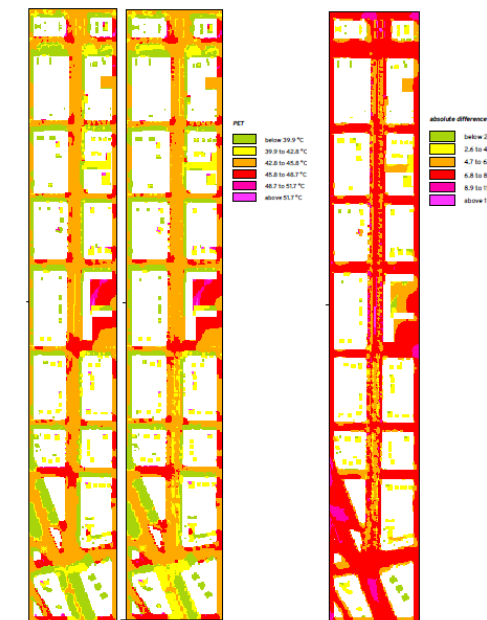 PET
below 39.9 °C
39.9 to 42.8 °C
42.8 to 45.8 °C
45.8 to 48.7 °C
48.7 to 51.7 °C
above 51.7 °C
absolute difference
below 2
2.6 to 4
4.7 to 6
6.8 to 8
8.9 to 1
above 1